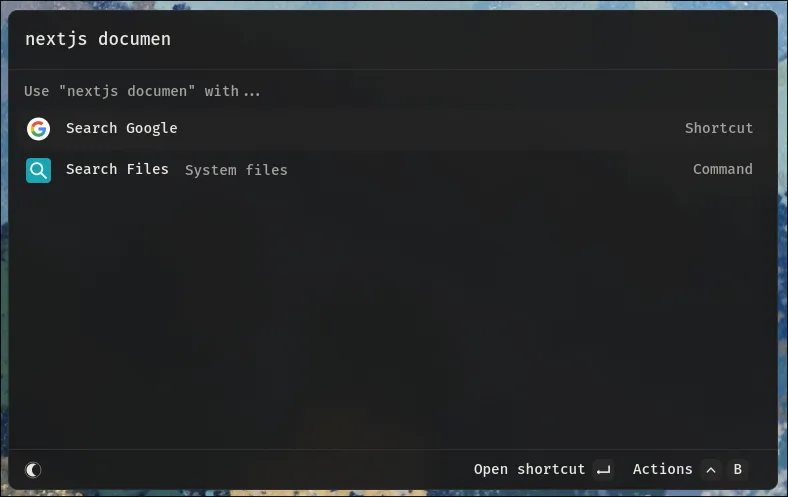 nextjs documen
Use "nextjs documen" with...
Search Google Shortcut
Search Files System files Command
Open shortcut Actions B